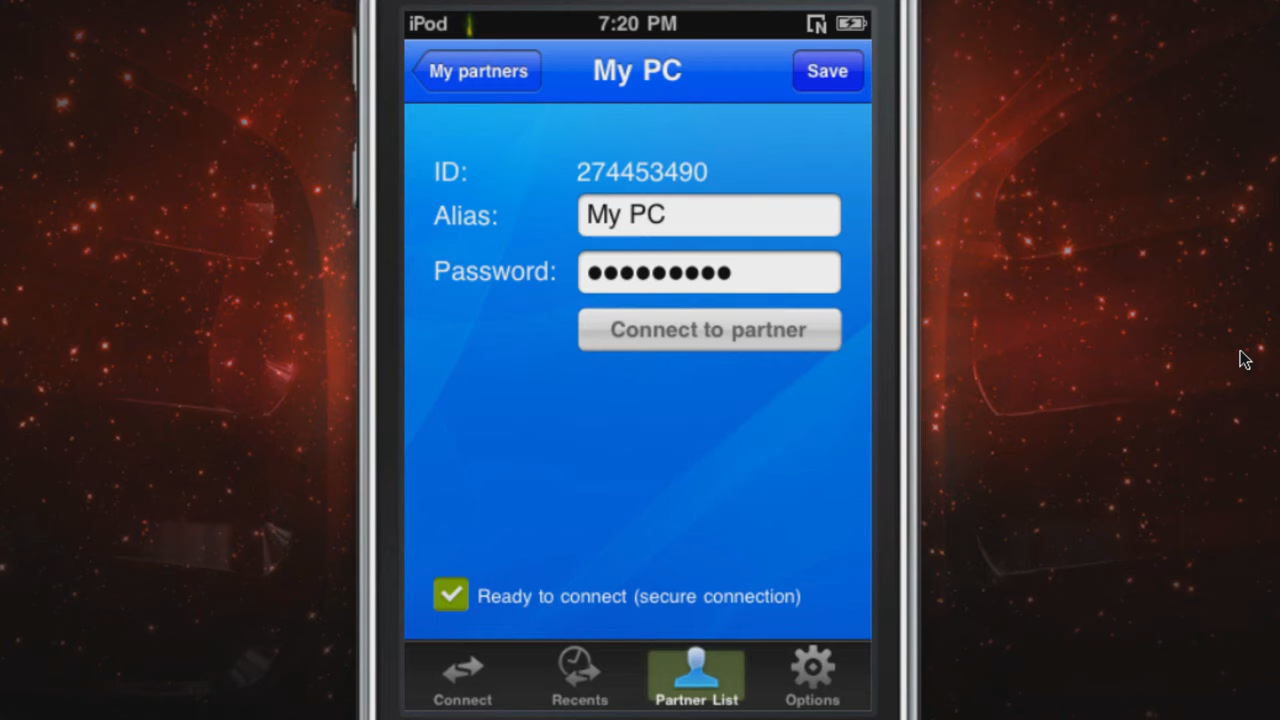 iPod 7:20 PM N
My partners My PC Save
ID: 274453490
Alias: My PC
Password: ●●●●●●●●●
Connect to partner
Ready to connect (secure connection)
Connect Recents Partner List Options